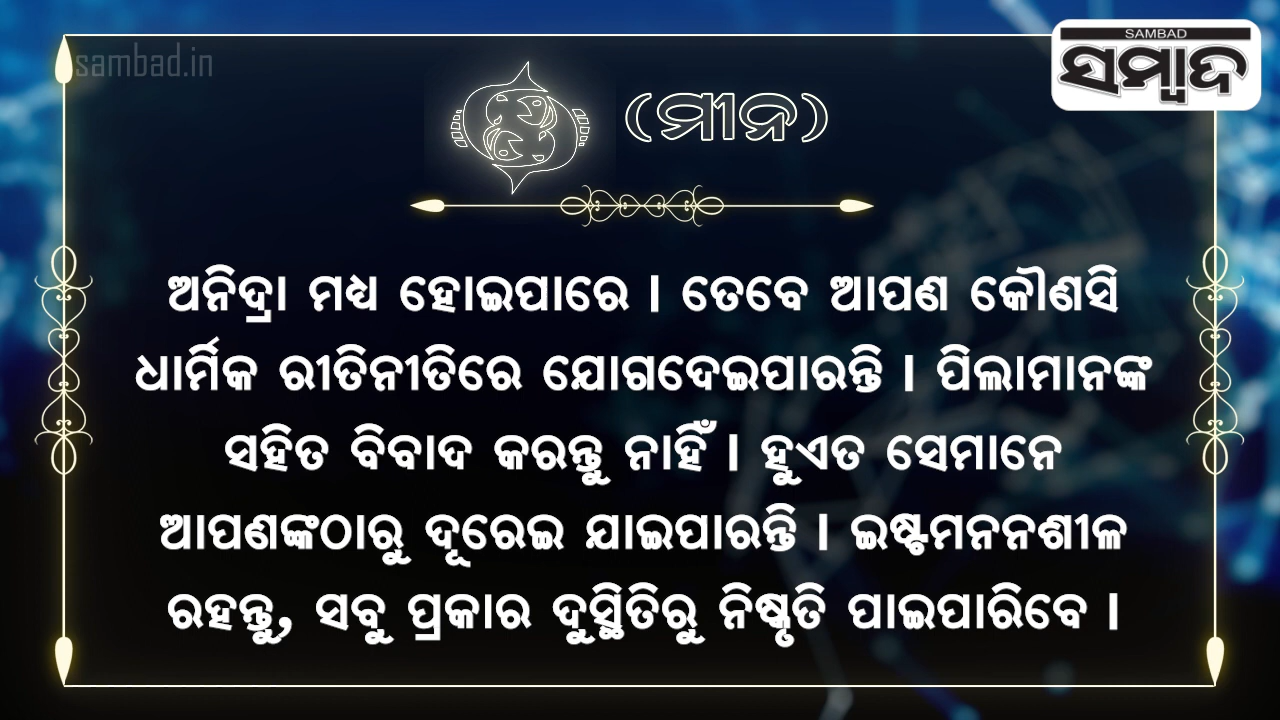 sambad.in
SAMBAD
ସମ୍ବାଦ
(ମୀନ)
ଅନିଦ୍ରା ମଧ୍ୟ ହୋଇପାରେ । ତେବେ ଆପଣ କୌଣସି
ଧାର୍ମିକ ରୀତିନୀତିରେ ଯୋଗଦେଇପାରନ୍ତି । ପିଲାମାନଙ୍କ
ସହିତ ବିବାଦ କରନ୍ତୁ ନାହିଁ । ହୁଏତ ସେମାନେ
ଆପଣଙ୍କଠାରୁ ଦୂରେଇ ଯାଇପାରନ୍ତି । ଇଷ୍ଟମନନଶୀଳ
ରହନ୍ତୁ, ସବୁ ପ୍ରକାର ଦୁସ୍ଥିତିରୁ ନିଷ୍କୃତି ପାଇପାରିବେ ।